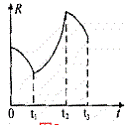 R
0 t₁ t₂ t₃ t